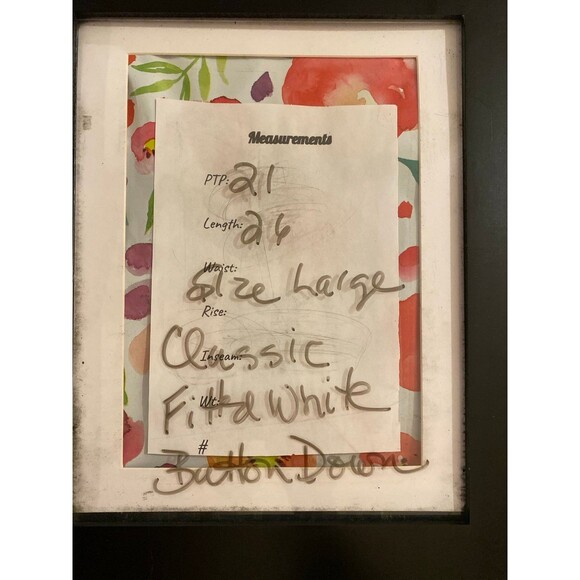 Measurements
PTP: 21
Length: 26
Waist:
Size Large
Rise:
Classic
Inseam:
Wt:
Fitted White
#
Button Down